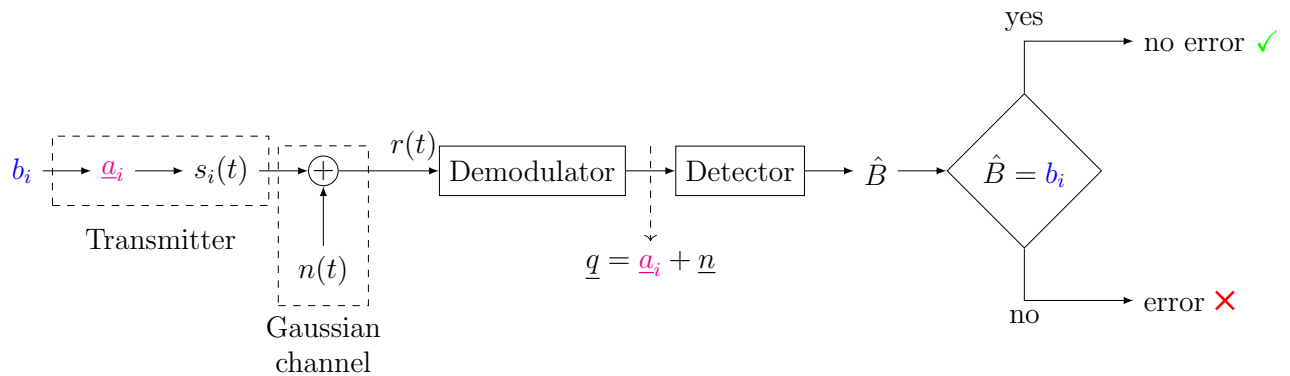 yes
no error ✓
b_i
a_i
s_i(t)
+
r(t)
Demodulator
Detector
B̂
B̂ = b_i
Transmitter
n(t)
q = a_i + n
Gaussian
channel
no
error ✕